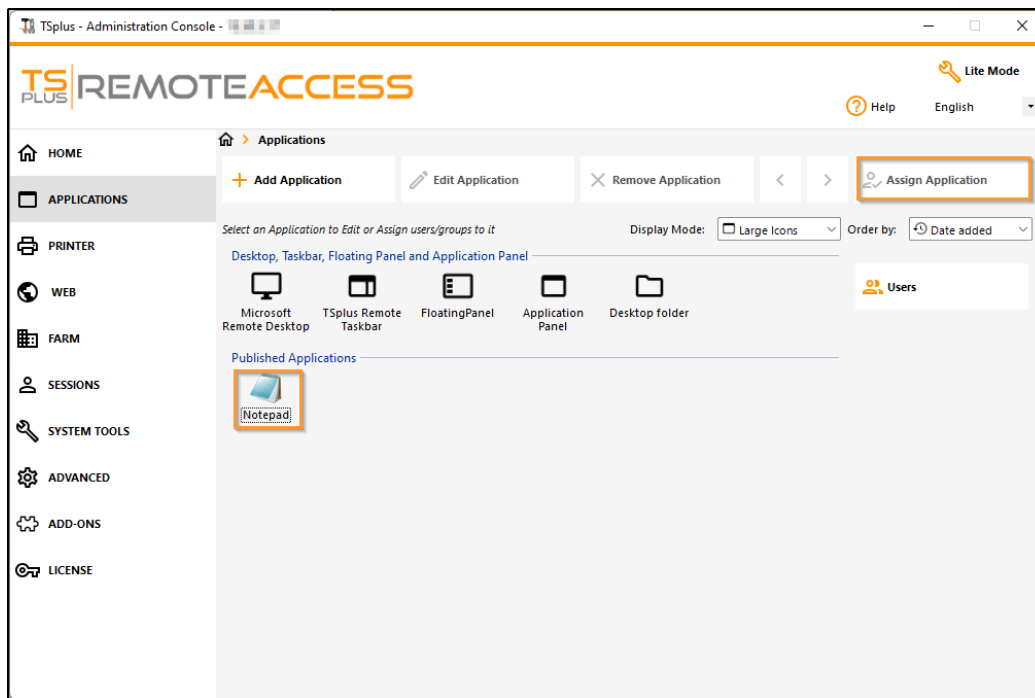 TSplus - Administration Console -
TS PLUS REMOTE ACCESS
Lite Mode
Help English
HOME
APPLICATIONS
PRINTER
WEB
FARM
SESSIONS
SYSTEM TOOLS
ADVANCED
ADD-ONS
LICENSE
Applications
Add Application Edit Application Remove Application < > Assign Application
Select an Application to Edit or Assign users/groups to it Display Mode: Large Icons Order by: Date added
Desktop, Taskbar, Floating Panel and Application Panel
Microsoft
Remote Desktop
TSplus Remote
Taskbar
FloatingPanel
Application
Panel
Desktop folder
Users
Published Applications
Notepad